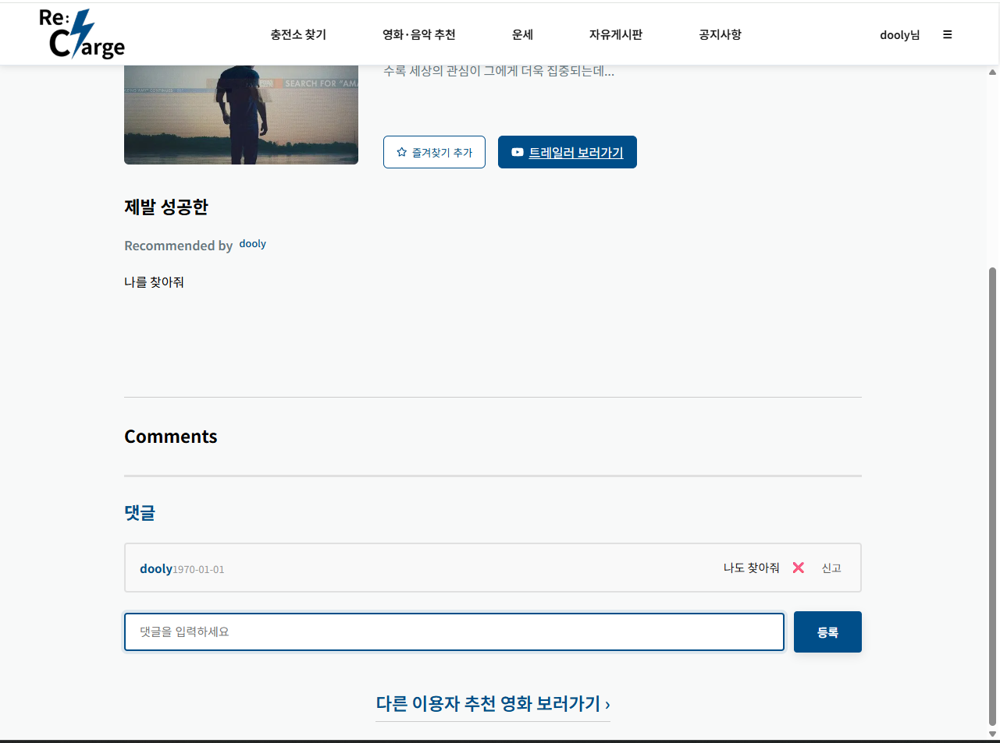 Re:
Charge
충전소 찾기
영화·음악 추천
운세
자유게시판
공지사항
dooly님
☰
수록 세상의 관심이 그에게 더욱 집중되는데...
SEARCH FOR "AMA
☆ 즐겨찾기 추가
트레일러 보러가기
제발 성공한
Recommended by dooly
나를 찾아줘
Comments
댓글
dooly1970-01-01
나도 찾아줘 ❌ 신고
댓글을 입력하세요
등록
다른 이용자 추천 영화 보러가기 ›